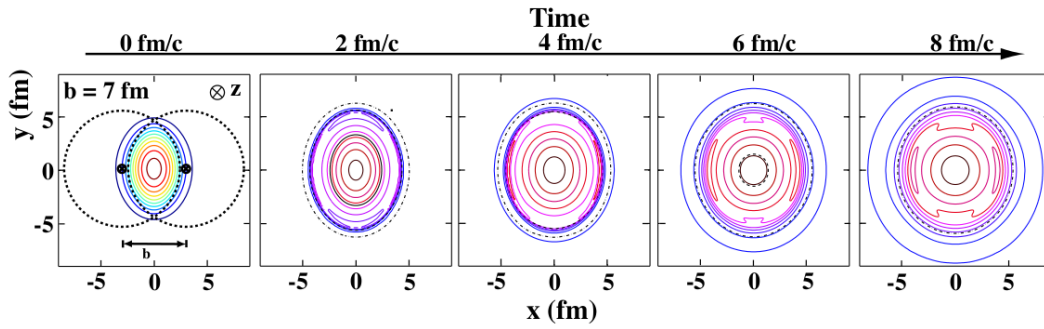 Time
0 fm/c 2 fm/c 4 fm/c 6 fm/c 8 fm/c
b = 7 fm ⊗ z
y (fm)
5
0
-5
b
-5 0 5 -5 0 5 -5 0 5 -5 0 5 -5 0 5
x (fm)